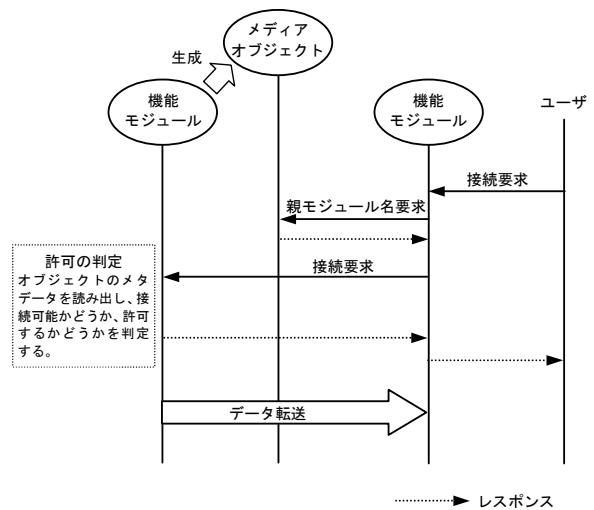 メディア
オブジェクト
生成
機能
モジュール
機能
モジュール
ユーザ
接続要求
親モジュール名要求
接続要求
許可の判定
オブジェクトのメタ
データを読み出し、接
続可能かどうか、許可
するかどうかを判定
する。
データ転送
レスポンス